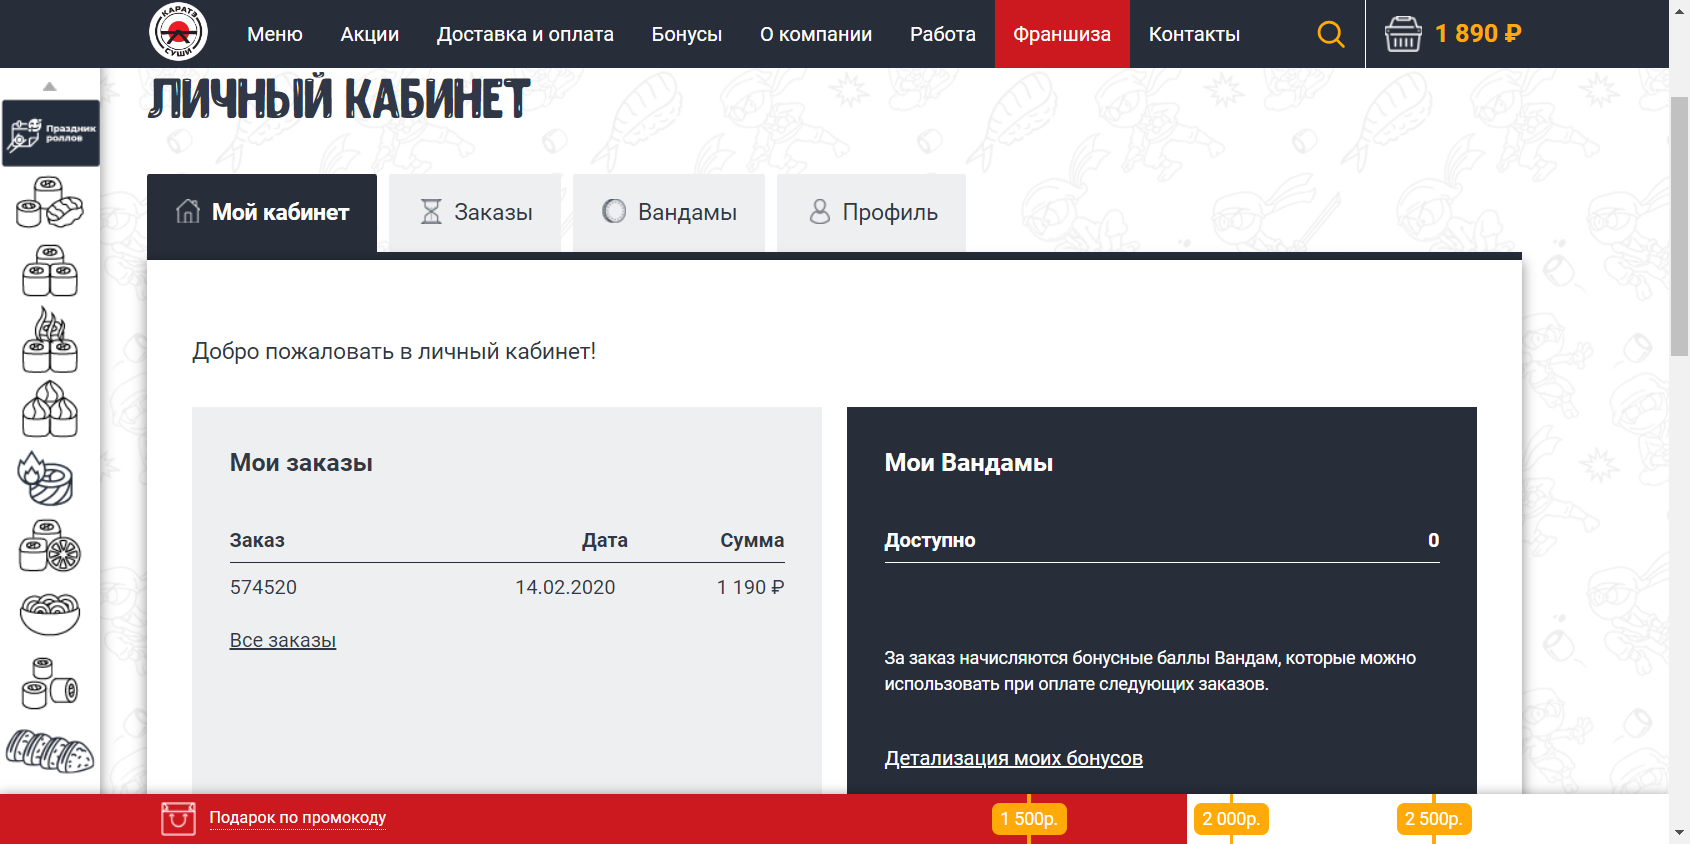 КАРАТЭ
СУШИ
Меню
Акции
Доставка и оплата
Бонусы
О компании
Работа
Франшиза
Контакты
1 890 ₽
ЛИЧНЫЙ КАБИНЕТ
Праздник
роллов
Мой кабинет
Заказы
Вандамы
Профиль
Добро пожаловать в личный кабинет!
Мои заказы
Заказ Дата Сумма
574520 14.02.2020 1 190 ₽
Все заказы
Мои Вандамы
Доступно 0
За заказ начисляются бонусные баллы Вандам, которые можно
использовать при оплате следующих заказов.
Детализация моих бонусов
Подарок по промокоду
1 500р.
2 000р.
2 500р.